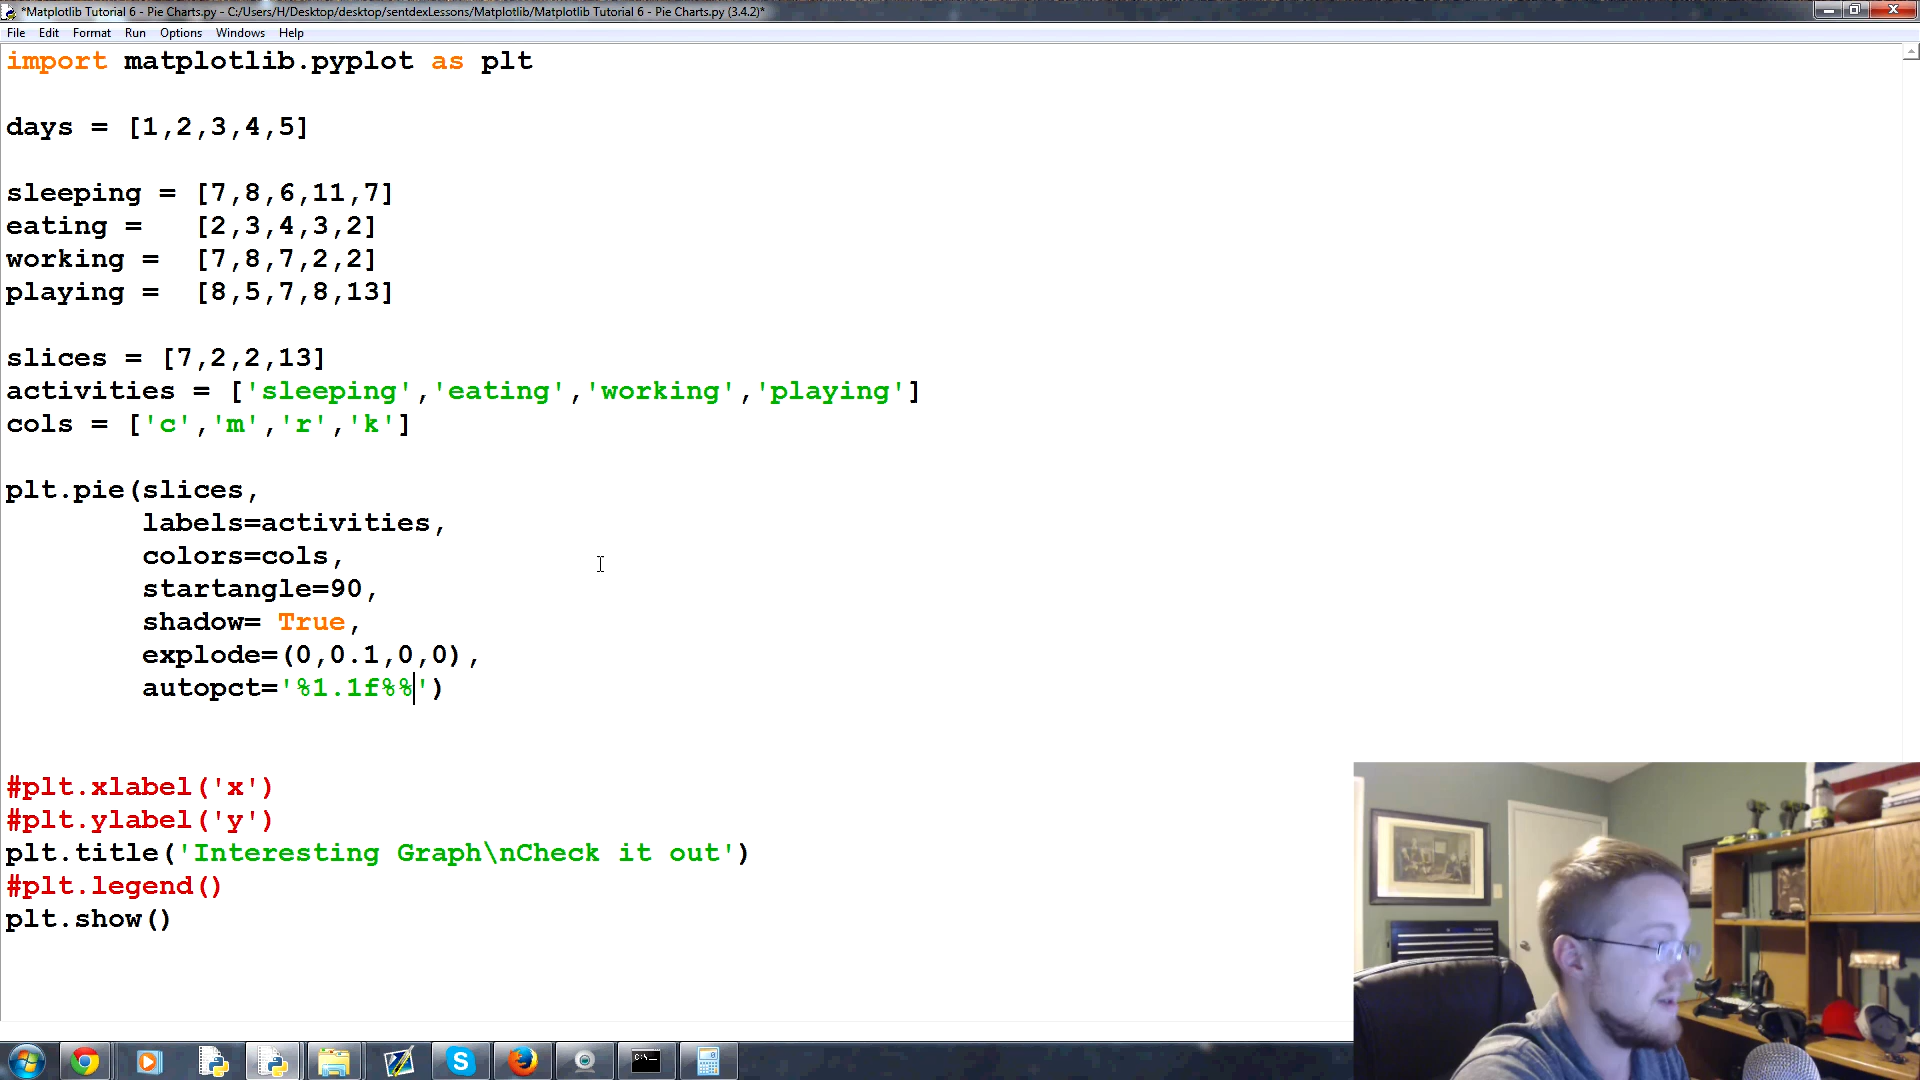 *Matplotlib Tutorial 6 - Pie Charts.py - C:/Users/H/Desktop/desktop/sentdexLessons/Matplotlib/Matplotlib Tutorial 6 - Pie Charts.py (3.4.2)*
File Edit Format Run Options Windows Help
import matplotlib.pyplot as plt
days = [1,2,3,4,5]
sleeping = [7,8,6,11,7]
eating =   [2,3,4,3,2]
working =  [7,8,7,2,2]
playing =  [8,5,7,8,13]
slices = [7,2,2,13]
activities = ['sleeping','eating','working','playing']
cols = ['c','m','r','k']
plt.pie(slices,
        labels=activities,
        colors=cols,
        startangle=90,
        shadow= True,
        explode=(0,0.1,0,0),
        autopct='%1.1f%%')
#plt.xlabel('x')
#plt.ylabel('y')
plt.title('Interesting Graph\nCheck it out')
#plt.legend()
plt.show()